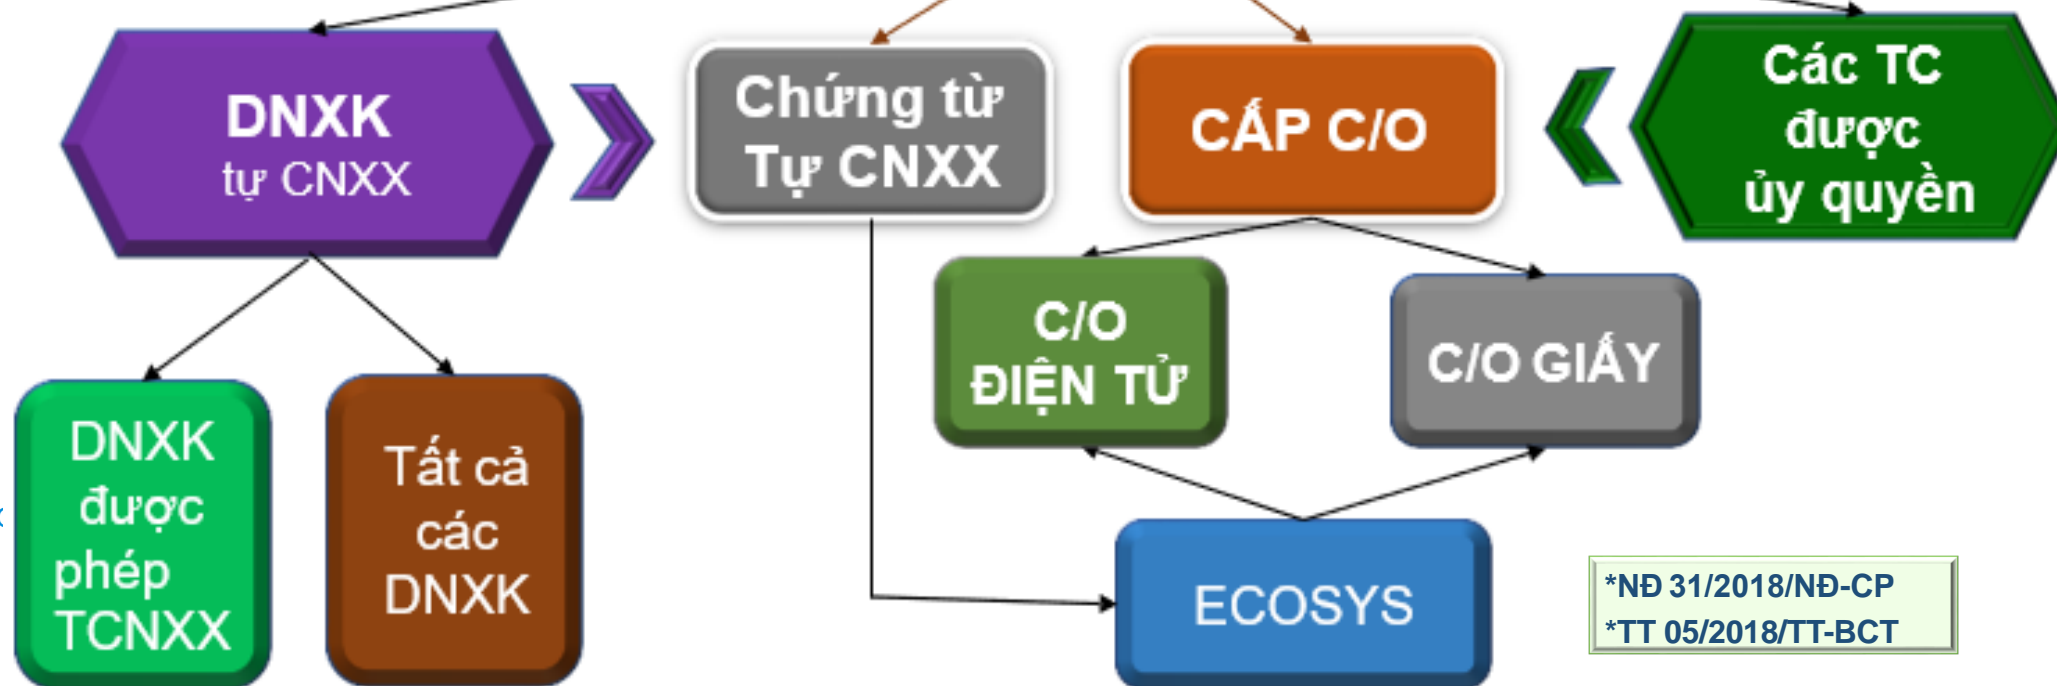 DNXK
tự CNXX
Chứng từ
Tự CNXX
CẤP C/O
Các TC
được
ủy quyền
C/O
ĐIỆN TỬ
C/O GIẤY
DNXK
được
phép
TCNXX
Tất cả
các
DNXK
ECOSYS
*NĐ 31/2018/NĐ-CP
*TT 05/2018/TT-BCT